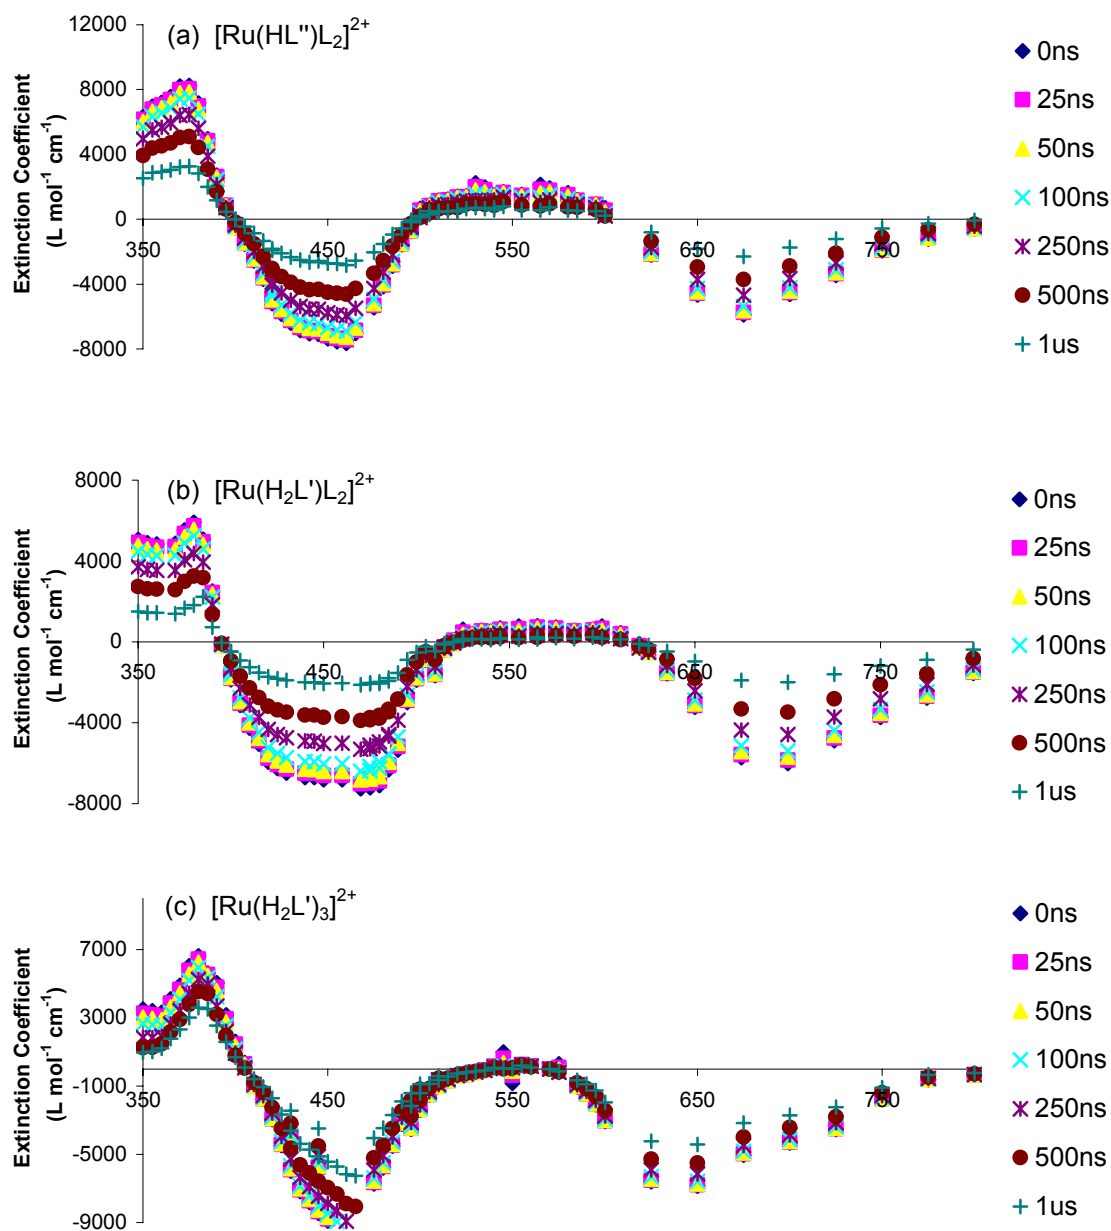 (a) [Ru(HL")L2]2+
Extinction Coefficient
(L mol-1 cm-1)
12000
8000
4000
0
-4000
-8000
350
450
550
650
750
0ns
25ns
50ns
100ns
250ns
500ns
1us
(b) [Ru(H2L')L2]2+
Extinction Coefficient
(L mol-1 cm-1)
8000
4000
0
-4000
-8000
350
450
550
650
750
0ns
25ns
50ns
100ns
250ns
500ns
1us
(c) [Ru(H2L')3]2+
Extinction Coefficient
(L mol-1 cm-1)
7000
3000
-1000
-5000
-9000
350
450
550
650
750
0ns
25ns
50ns
100ns
250ns
500ns
1us